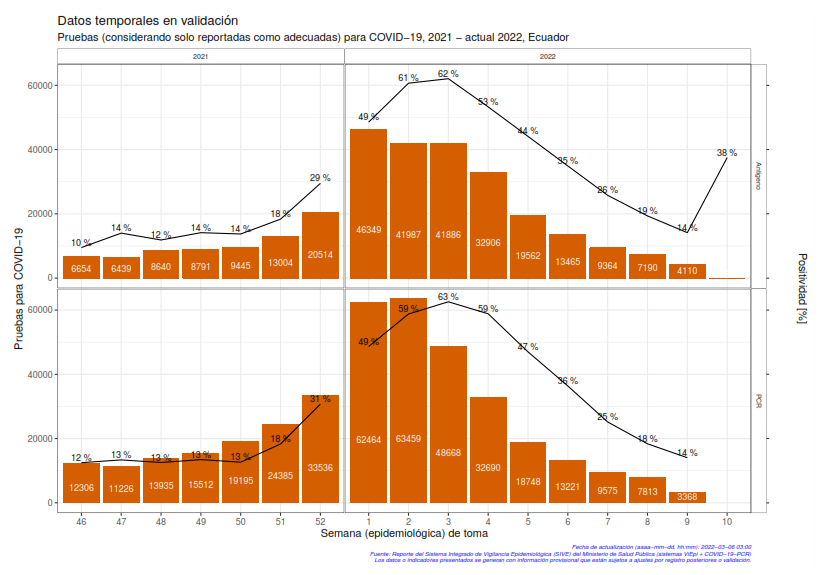 Datos temporales en validación
Pruebas (considerando solo reportadas como adecuadas) para COVID−19, 2021 − actual 2022, Ecuador
2021 2022
60000
40000
20000
0
10 % 14 % 12 % 14 % 14 % 18 % 29 % 49 % 61 % 62 % 53 % 44 % 35 % 26 % 19 % 14 % 38 %
6654 6439 8640 8791 9445 13004 20514 46349 41987 41886 32906 19562 13465 9364 7190 4110
Antígeno
60000
40000
20000
0
12 % 13 % 13 % 13 % 13 % 18 % 31 % 49 % 59 % 63 % 59 % 47 % 36 % 25 % 18 % 14 %
12306 11226 13935 15512 19195 24385 33536 62464 63459 48668 32690 18748 13221 9575 7813 3368
PCR
Pruebas para COVID−19
Positividad [%]
46 47 48 49 50 51 52 1 2 3 4 5 6 7 8 9 10
Semana (epidemiológica) de toma
Fecha de actualización (aaaa−mm−dd, hh:mm): 2022−03−06 03:00
Fuente: Reporte del Sistema Integrado de Vigilancia Epidemiológica (SIVE) del Ministerio de Salud Pública (sistemas VIEpi + COVID−19−PCR)
Los datos o indicadores presentados se generan con información provisional que están sujetos a ajustes por registro posteriores o validación.